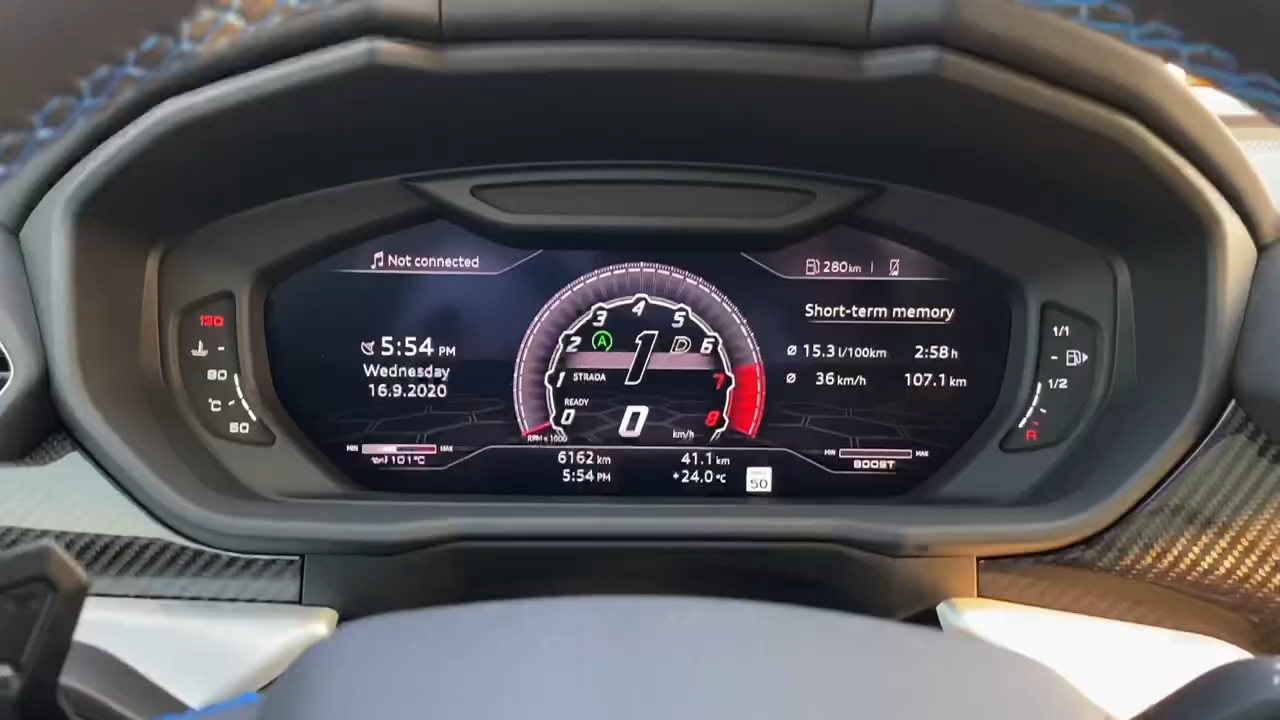 Not connected
280 km
Short-term memory
130
90
°C
50
5:54 PM
Wednesday
16.9.2020
0
1
2
3
4
5
6
7
8
A
1
D
STRADA
READY
0
km/h
RPM x 1000
Ø 15.3 l/100km 2:58 h
Ø 36 km/h 107.1 km
1/1
1/2
R
MIN MAX
101°C
6162 km 41.1 km
5:54 PM +24.0 °C
50
MIN MAX
BOOST